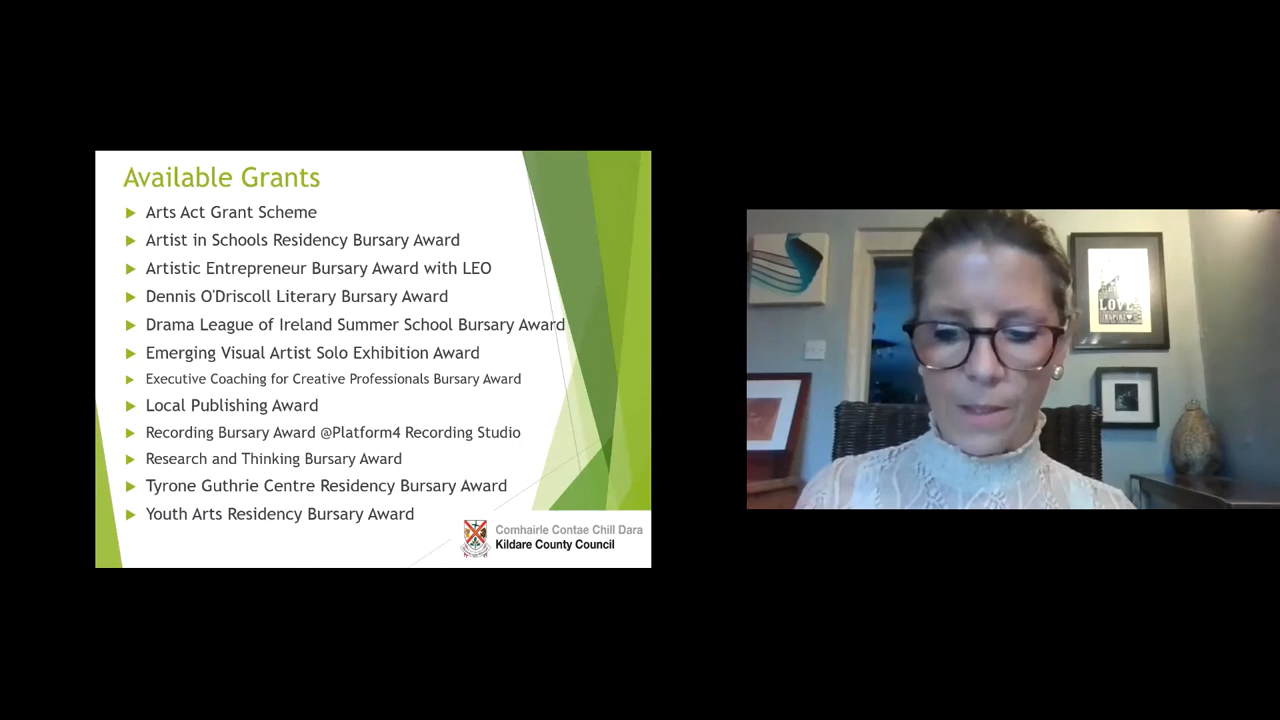 Available Grants
Arts Act Grant Scheme
Artist in Schools Residency Bursary Award
Artistic Entrepreneur Bursary Award with LEO
Dennis O'Driscoll Literary Bursary Award
Drama League of Ireland Summer School Bursary Award
Emerging Visual Artist Solo Exhibition Award
Executive Coaching for Creative Professionals Bursary Award
Local Publishing Award
Recording Bursary Award @Platform4 Recording Studio
Research and Thinking Bursary Award
Tyrone Guthrie Centre Residency Bursary Award
Youth Arts Residency Bursary Award
Comhairle Contae Chill Dara
Kildare County Council
LOVE
INSPIRE